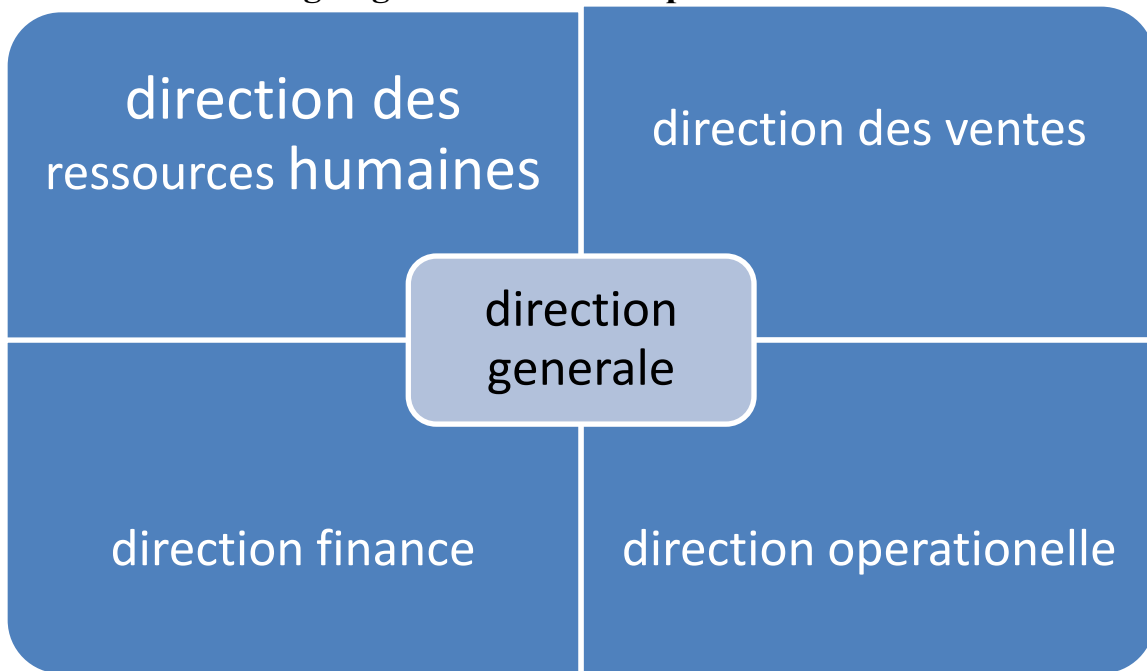 direction des
ressources humaines
direction des ventes
direction
generale
direction finance
direction operationelle